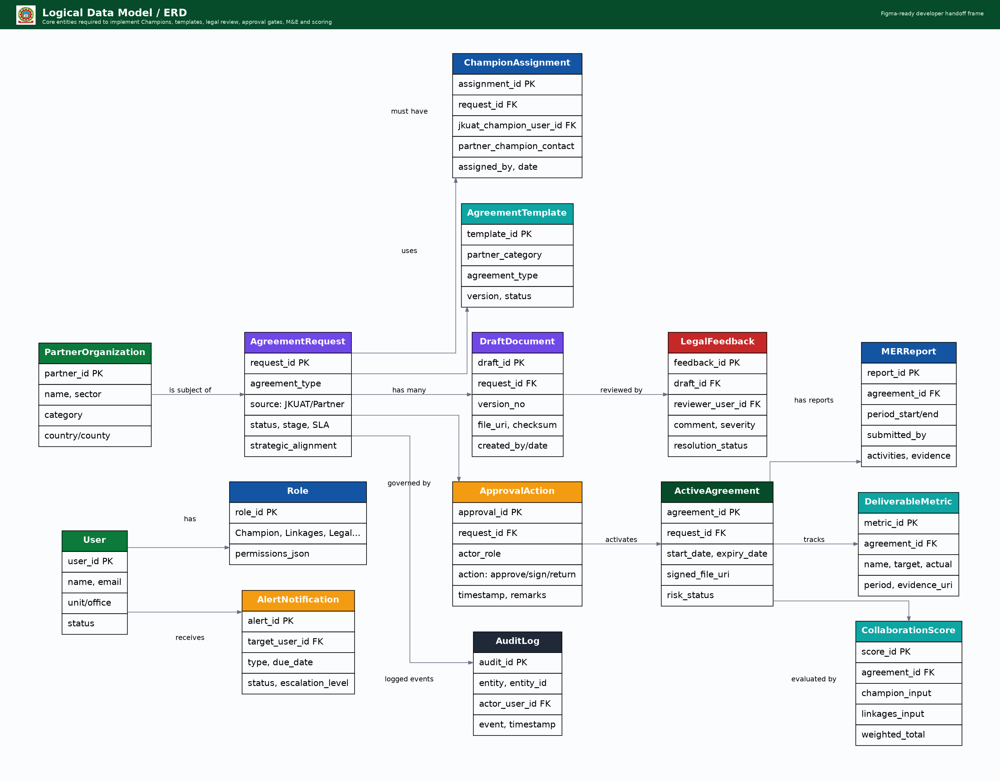 Logical Data Model / ERD
Core entities required to implement Champions, templates, legal review, approval gates, M&E and scoring
Figma-ready developer handoff frame
ChampionAssignment
assignment_id PK
request_id FK
jkuat_champion_user_id FK
partner_champion_contact
assigned_by, date
must have
AgreementTemplate
template_id PK
partner_category
agreement_type
version, status
uses
PartnerOrganization
partner_id PK
name, sector
category
country/county
is subject of
AgreementRequest
request_id PK
agreement_type
source: JKUAT/Partner
status, stage, SLA
strategic_alignment
has many
DraftDocument
draft_id PK
request_id FK
version_no
file_uri, checksum
created_by/date
reviewed by
LegalFeedback
feedback_id PK
draft_id FK
reviewer_user_id FK
comment, severity
resolution_status
has reports
MERReport
report_id PK
agreement_id FK
period_start/end
submitted_by
activities, evidence
User
user_id PK
name, email
unit/office
status
has
Role
role_id PK
Champion, Linkages, Legal...
permissions_json
receives
AlertNotification
alert_id PK
target_user_id FK
type, due_date
status, escalation_level
governed by
ApprovalAction
approval_id PK
request_id FK
actor_role
action: approve/sign/return
timestamp, remarks
activates
ActiveAgreement
agreement_id PK
request_id FK
start_date, expiry_date
signed_file_uri
risk_status
tracks
DeliverableMetric
metric_id PK
agreement_id FK
name, target, actual
period, evidence_uri
logged events
AuditLog
audit_id PK
entity, entity_id
actor_user_id FK
event, timestamp
evaluated by
CollaborationScore
score_id PK
agreement_id FK
champion_input
linkages_input
weighted_total